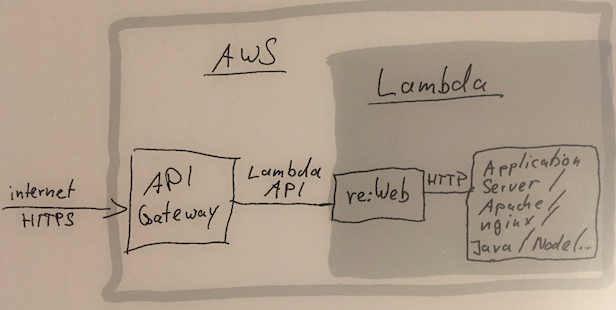 AWS
Lambda
internet
HTTPS
API
Gateway
Lambda
API
re:Web
HTTP
Application
Server /
Apache /
nginx /
Java / Node/...